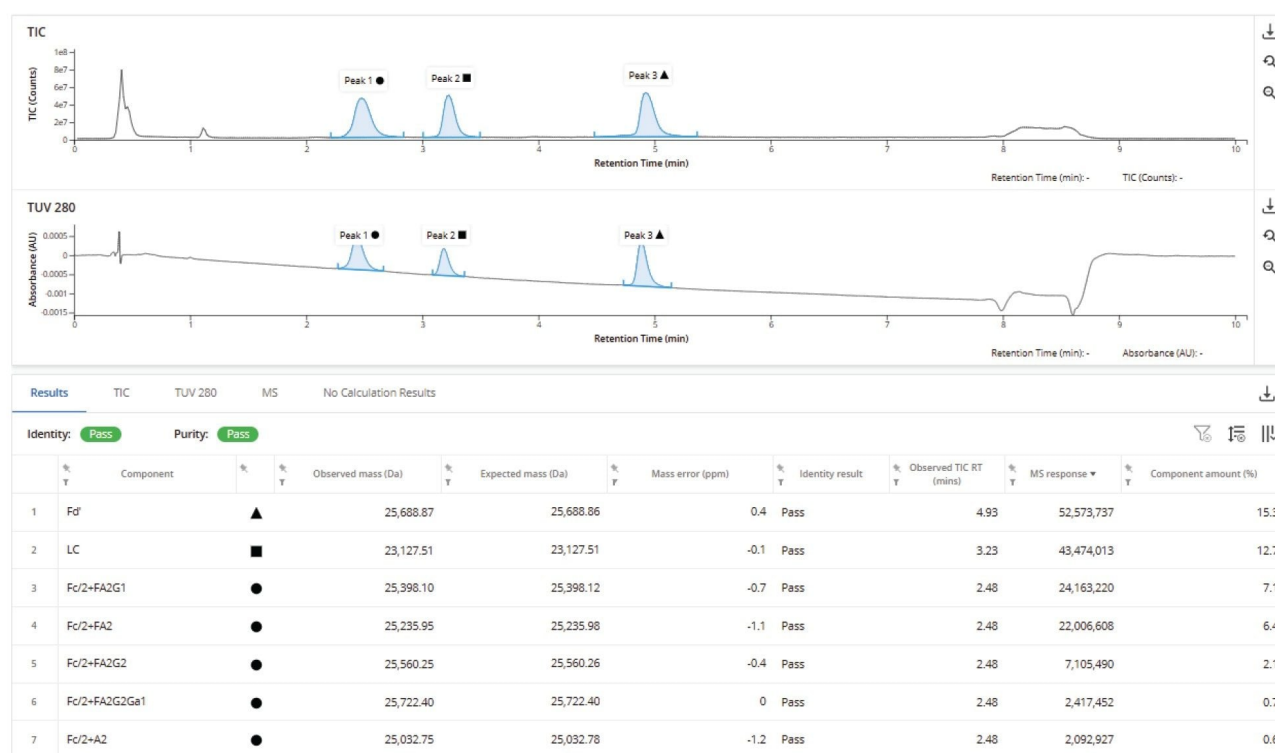 TIC
1e8
8e7
6e7
4e7
2e7
0
TIC (Counts)
Peak 1
Peak 2
Peak 3
0 1 2 3 4 5 6 7 8 9 10
Retention Time (min)
Retention Time (min): - TIC (Counts): -
TUV 280
0.0005
0
-0.0005
-0.001
-0.0015
Absorbance (AU)
Peak 1
Peak 2
Peak 3
0 1 2 3 4 5 6 7 8 9 10
Retention Time (min)
Retention Time (min): - Absorbance (AU): -
Results TIC TUV 280 MS No Calculation Results
Identity: Pass Purity: Pass
Component Observed mass (Da) Expected mass (Da) Mass error (ppm) Identity result Observed TIC RT (mins) MS response Component amount (%)
1 Fd' 25,688.87 25,688.86 0.4 Pass 4.93 52,573,737
2 LC 23,127.51 23,127.51 -0.1 Pass 3.23 43,474,013
3 Fc/2+FA2G1 25,398.10 25,398.12 -0.7 Pass 2.48 24,163,220
4 Fc/2+FA2 25,235.95 25,235.98 -1.1 Pass 2.48 22,006,608
5 Fc/2+FA2G2 25,560.25 25,560.26 -0.4 Pass 2.48 7,105,490
6 Fc/2+FA2G2Ga1 25,722.40 25,722.40 0 Pass 2.48 2,417,452
7 Fc/2+A2 25,032.75 25,032.78 -1.2 Pass 2.48 2,092,927